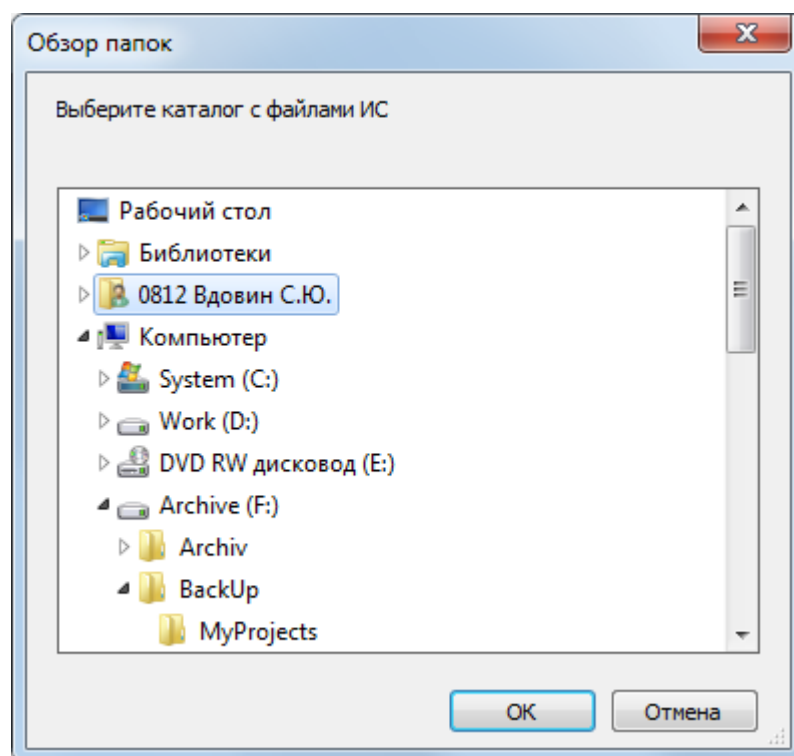 Обзор папок
Выберите каталог с файлами ИС
Рабочий стол
Библиотеки
0812 Вдовин С.Ю.
Компьютер
System (C:)
Work (D:)
DVD RW дисковод (E:)
Archive (F:)
Archiv
BackUp
MyProjects
OK Отмена